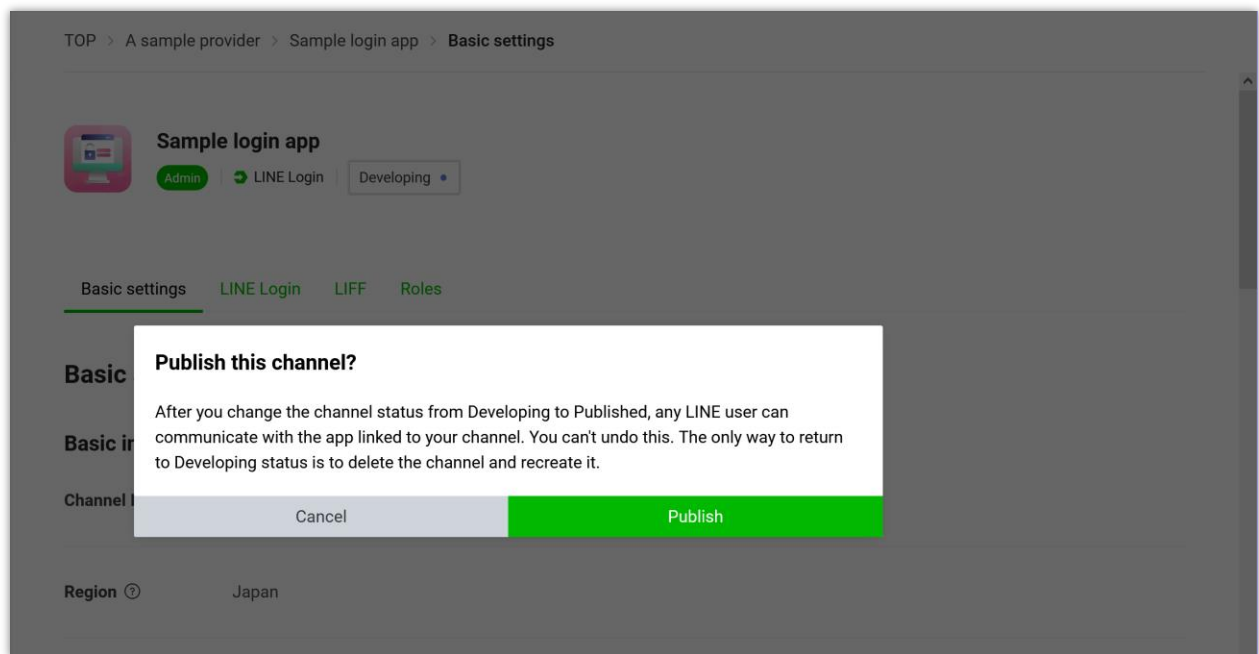 TOP > A sample provider > Sample login app > Basic settings
Sample login app
Admin LINE Login Developing
Basic settings LINE Login LIFF Roles
Publish this channel?
Basic
After you change the channel status from Developing to Published, any LINE user can
communicate with the app linked to your channel. You can't undo this. The only way to return
Basic
to Developing status is to delete the channel and recreate it.
Channel
Cancel Publish
Region ? Japan